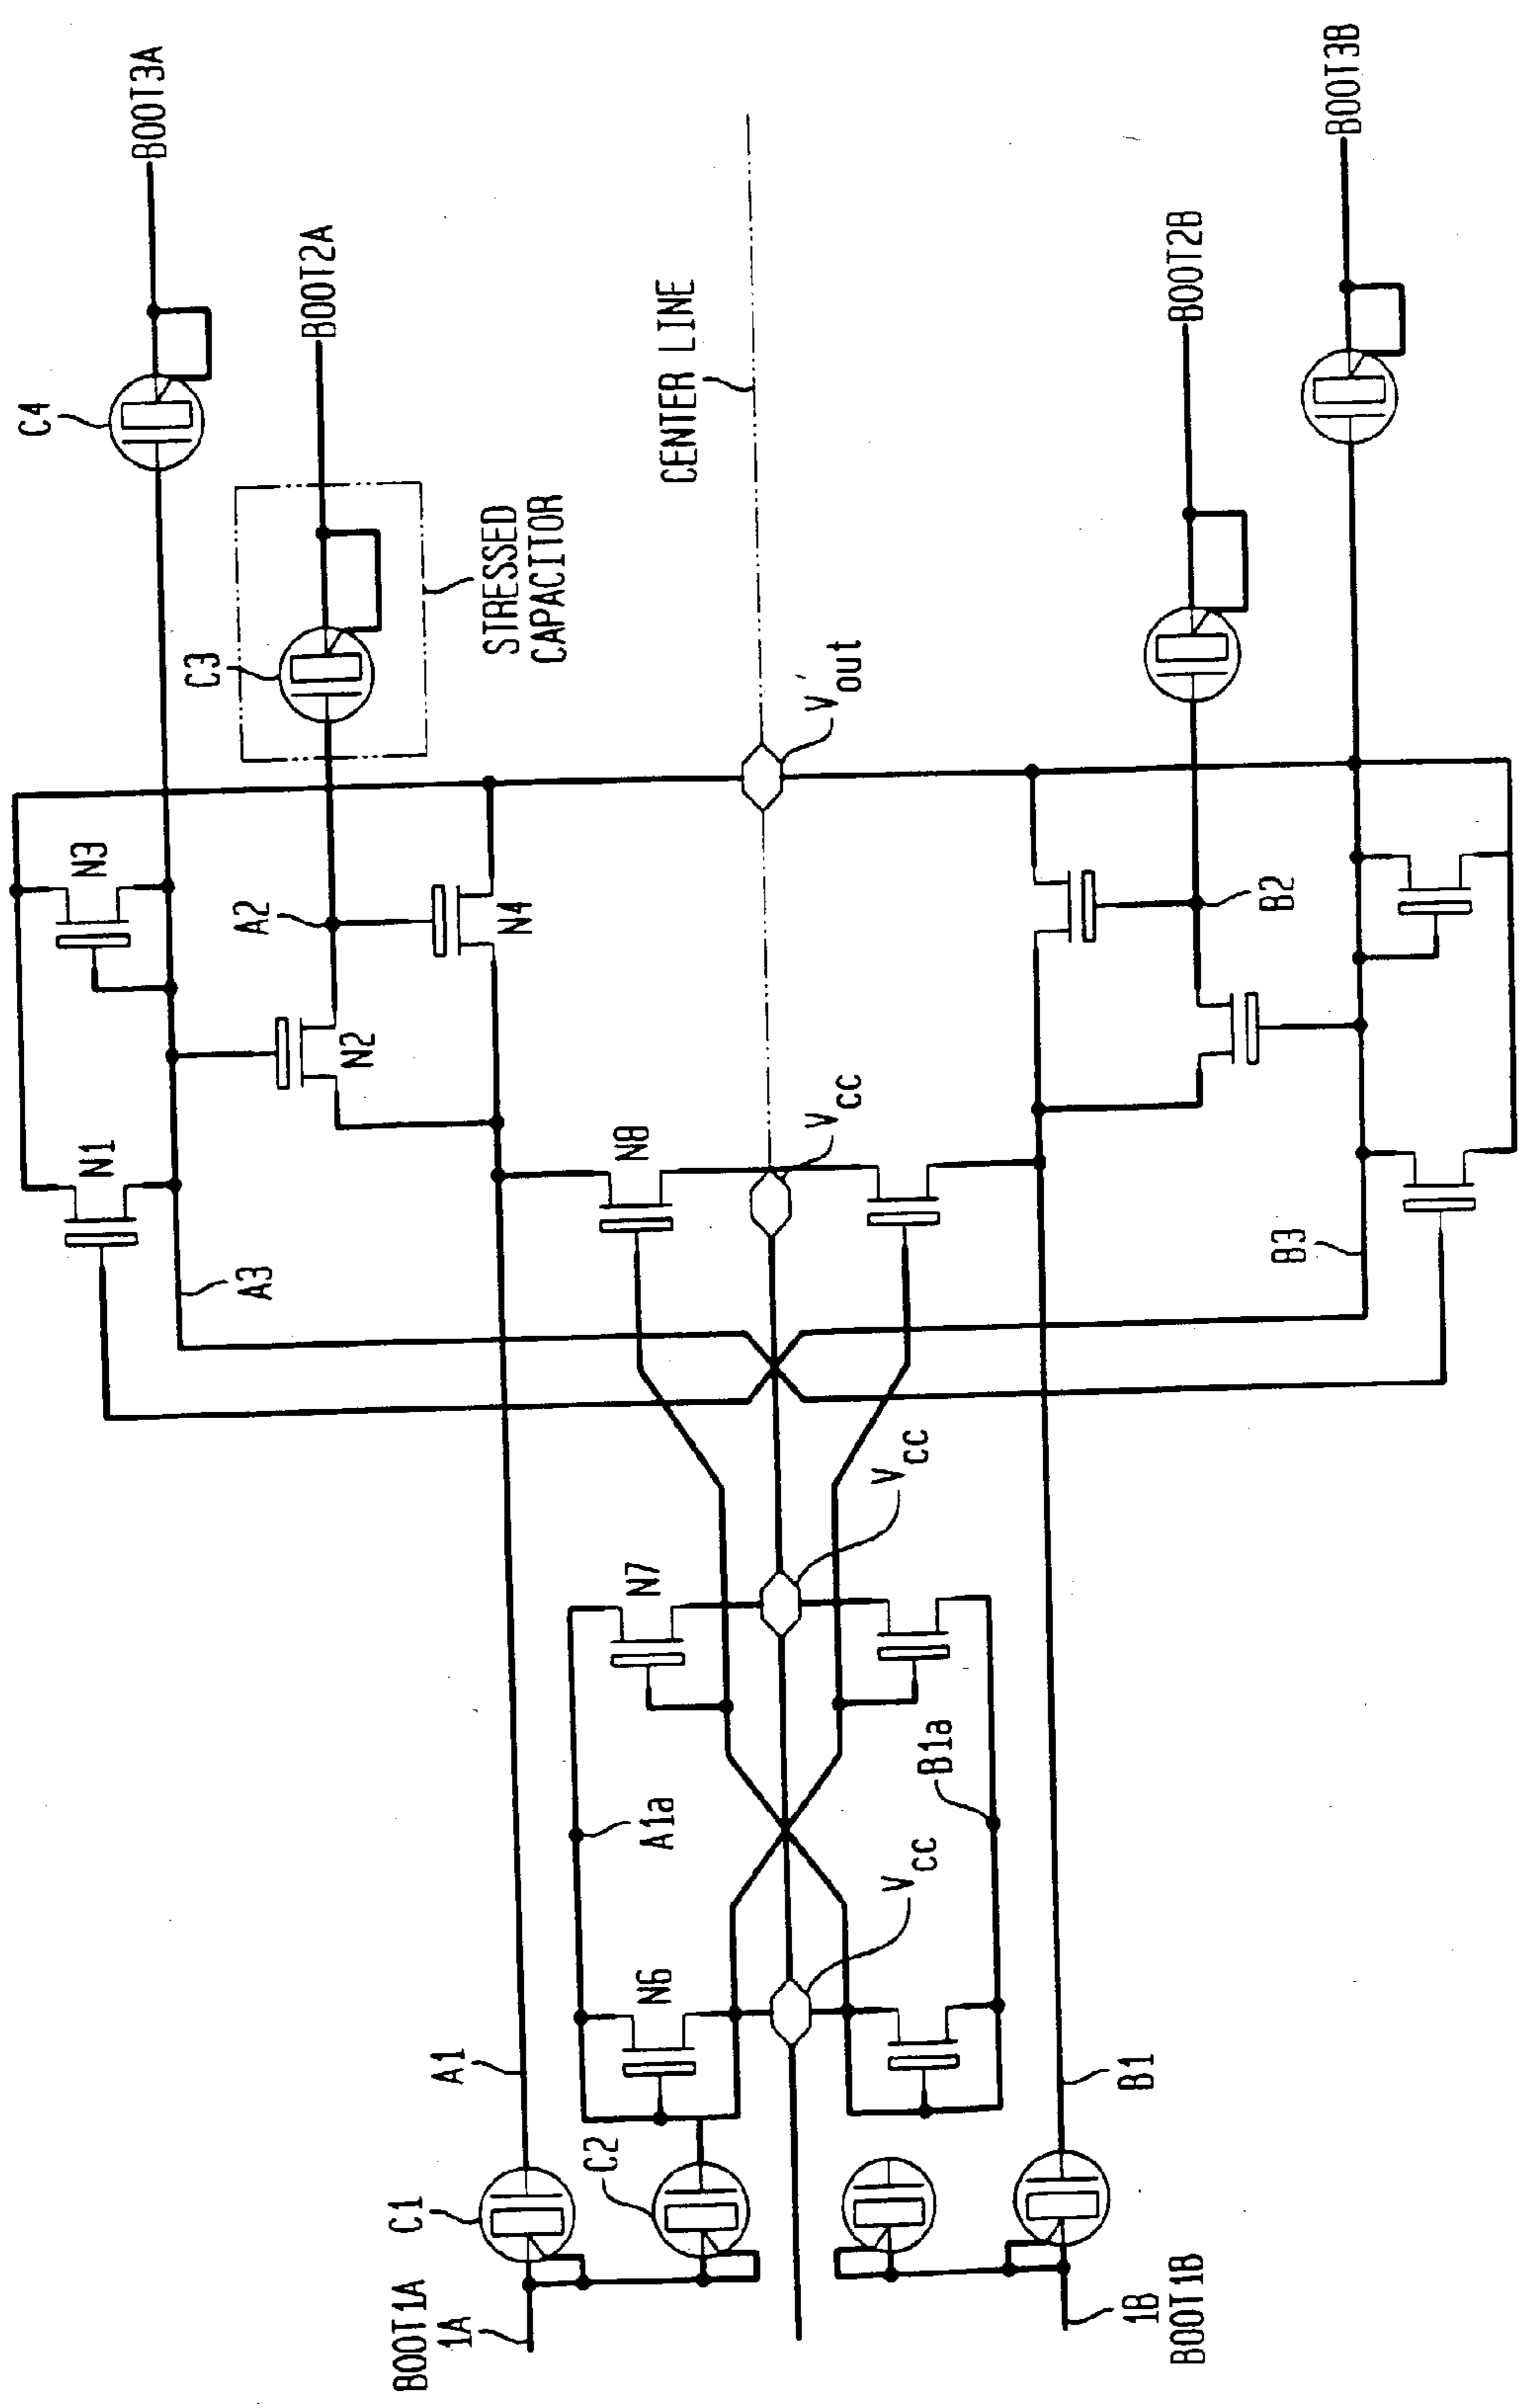 BOOT3A
BOOT3B
C4
BOOT2A
CENTER LINE
BOOT2B
C3
STRESSED
CAPACITOR
V'out
N3
A2
N4
B2
N2
N1
N8
VCC
A3
B3
VCC
N7
A1a
B1a
VCC
N6
A1
B1
C1
C2
BOOT1A
1A
1B
BOOT1B